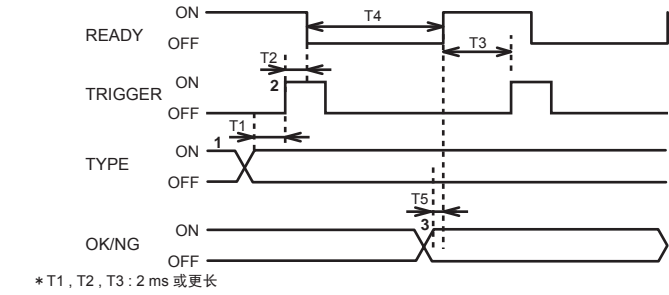 ON
T4
READY
OFF
T3
T2
ON
2
TRIGGER
OFF
T1
1
ON
TYPE
OFF
T5
3
ON
OK/NG
OFF
*T1 , T2 , T3 : 2 ms 或更长